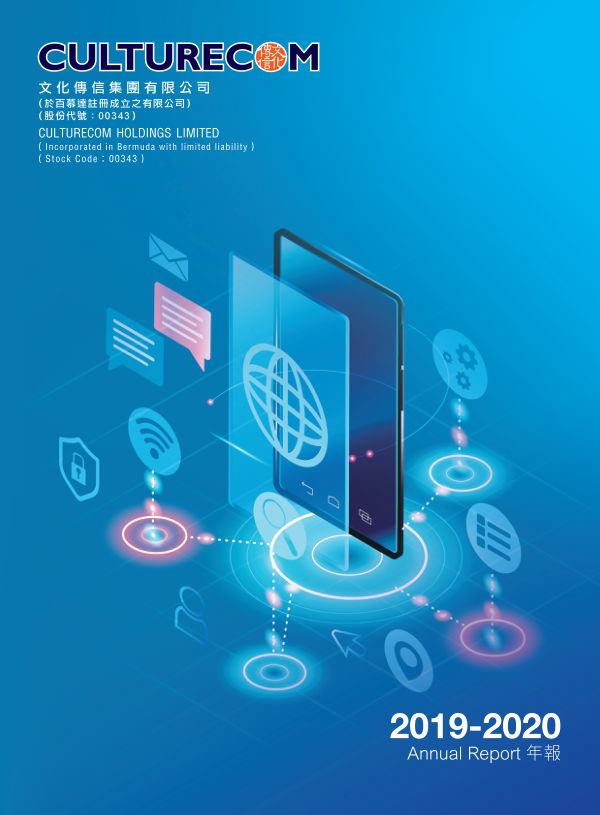 CULTURECOM
文化傳信集團有限公司
(於百慕達註冊成立之有限公司)
(股份代號：00343)
CULTURECOM HOLDINGS LIMITED
( Incorporated in Bermuda with limited liability )
( Stock Code：00343 )
2019-2020
Annual Report 年報